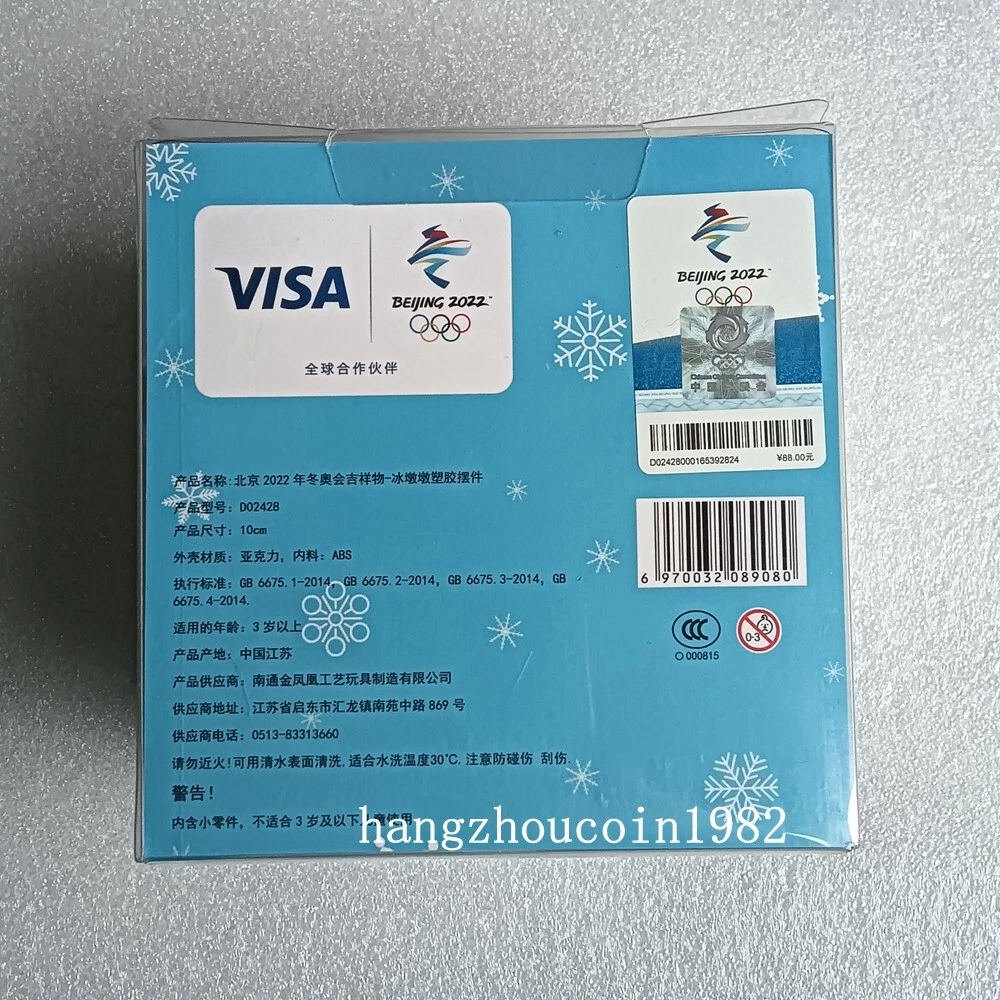 VISA
BEIJING 2022™
全球合作伙伴
BEIJING 2022™
D02428000165392824
¥88.00元
产品名称:北京 2022 年冬奥会吉祥物-冰墩墩塑胶摆件
产品型号: D02428
产品尺寸: 10cm
外壳材质: 亚克力, 内料: ABS
执行标准: GB 6675.1-2014, GB 6675.2-2014, GB 6675.3-2014, GB
6675.4-2014.
适用的年龄: 3 岁以上
产品产地: 中国江苏
产品供应商: 南通金凤凰工艺玩具制造有限公司
供应商地址: 江苏省启东市汇龙镇南苑中路 869 号
供应商电话: 0513-83313660
请勿近火!可用清水表面清洗,适合水洗温度30℃. 注意防碰伤 刮伤.
警告!
内含小零件, 不适合 3 岁及以下儿童使用
6 970032 089080
CCC
000815
0-3
hangzhoucoin1982